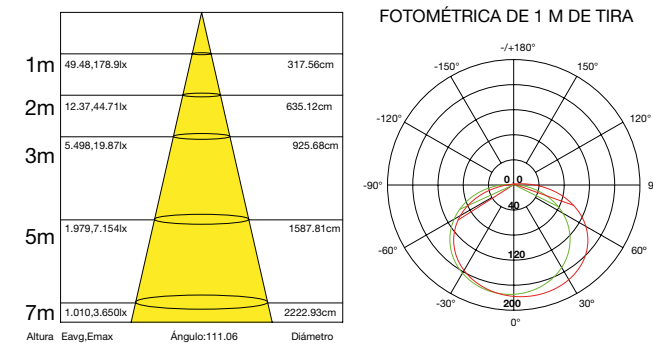 FOTOMÉTRICA DE 1 M DE TIRA
1m 49.48,178.9lx 317.56cm
2m 12.37,44.71lx 635.12cm
3m 5.498,19.87lx 925.68cm
5m 1.979,7.154lx 1587.81cm
7m 1.010,3.650lx 2222.93cm
Altura Eavg,Emax Ángulo:111.06 Diámetro
-/+180°
-150° 150°
-120° 120°
-90° 0 0 9
40
-60° 120 60°
-30° 200 30°
0°